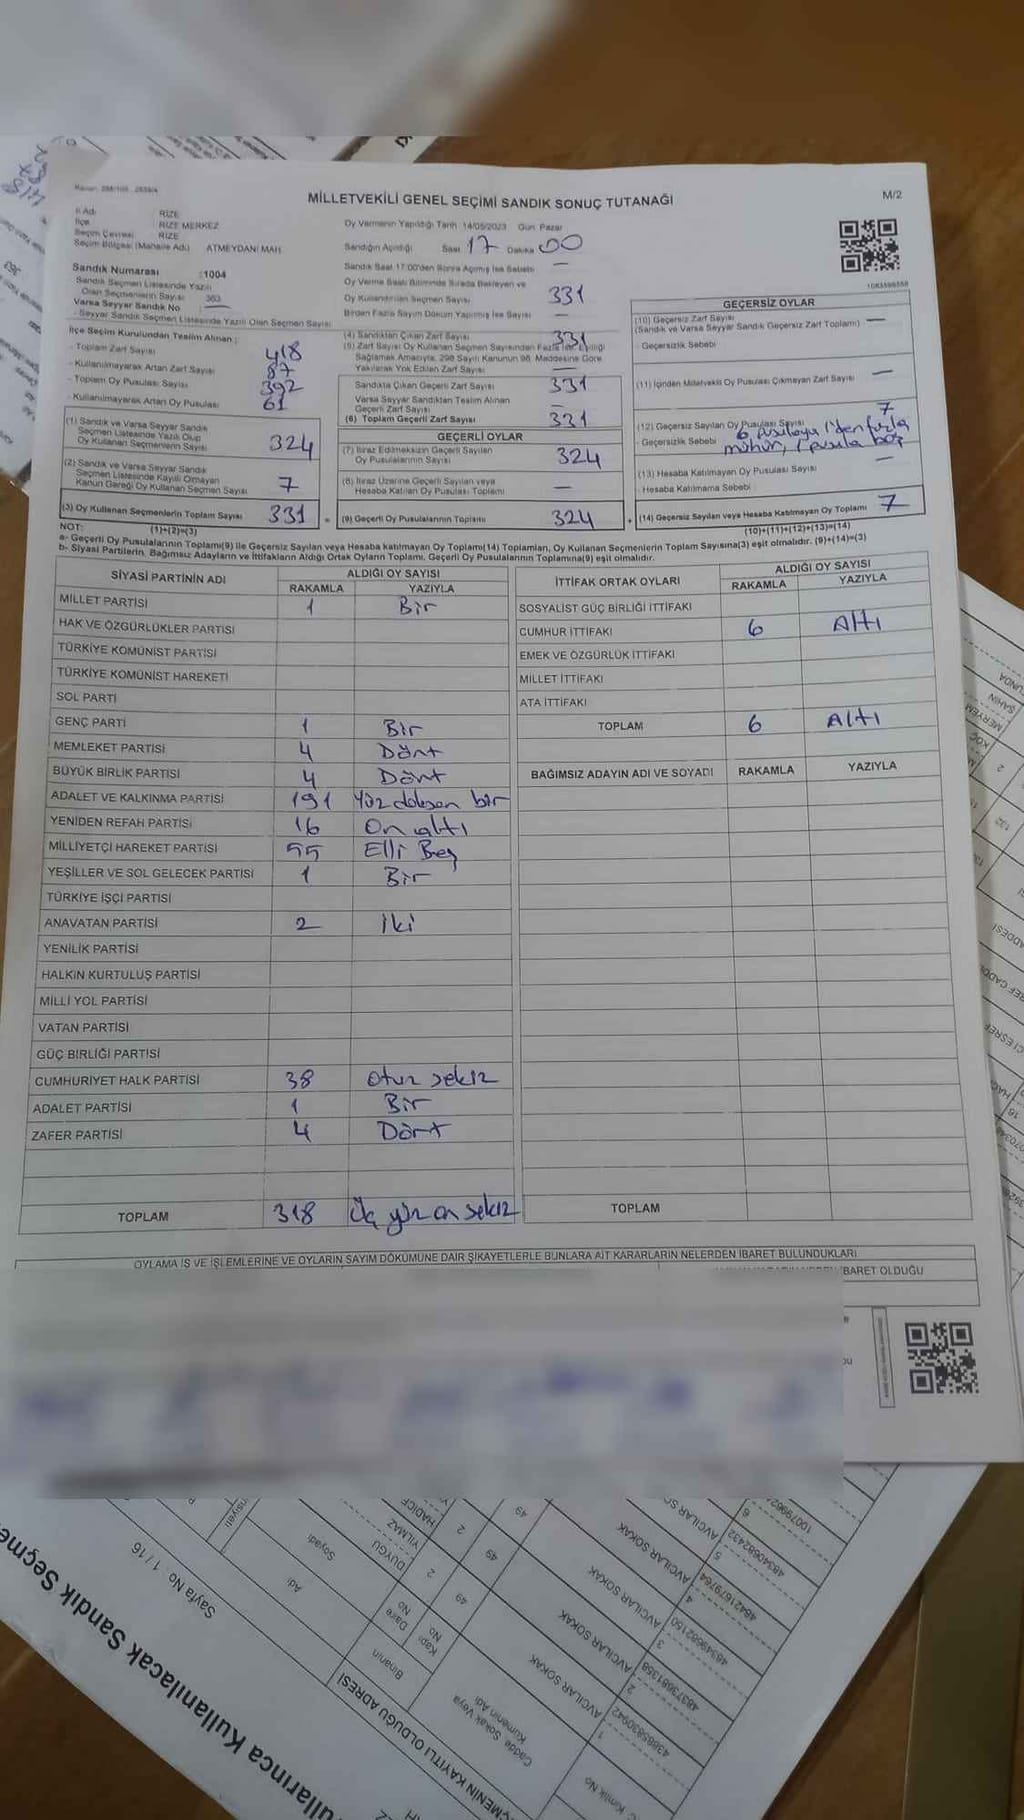 MİLLETVEKİLİ GENEL SEÇİMİ SANDIK SONUÇ TUTANAĞI
M/2
İl Adı RİZE
İlçe RİZE MERKEZ
Seçim Çevresi RİZE
Seçim Bölgesi (Mahalle Adı) ATMEYDANI MAH
Oy Vermenin Yapıldığı Tarih 14/05/2023 Gün Pazar
Sandığın Açıldığı Saat 17 Dakika 00
Sandık Saat 17:00'den Sonra Açılmış İse Sebebi —
Oy Verme Saati Bitiminde Sırada Bekleyen ve
Oy Kullandırılan Seçmen Sayısı 331
Birden Fazla Sayım Döküm Yapılmış İse Sayısı —
Sandık Numarası :1004
Sandık Seçmen Listesinde Yazılı
Olan Seçmenlerin Sayısı 363
Varsa Seyyar Sandık No —
- Seyyar Sandık Seçmen Listesinde Yazılı Olan Seçmen Sayısı
İlçe Seçim Kurulundan Teslim Alınan ;
- Toplam Zarf Sayısı 418
- Kullanılmayarak Artan Zarf Sayısı 87
- Toplam Oy Pusulası Sayısı 392
- Kullanılmayarak Artan Oy Pusulası 61
(1) Sandık ve Varsa Seyyar Sandık
Seçmen Listesinde Yazılı Olup
Oy Kullanan Seçmenlerin Sayısı 324
(2) Sandık ve Varsa Seyyar Sandık
Seçmen Listesinde Kayıtlı Olmayan
Kanun Gereği Oy Kullanan Seçmen Sayısı 7
(3) Oy Kullanan Seçmenlerin Toplam Sayısı 331
(1)+(2)=(3)
(4) Sandıktan Çıkan Zarf Sayısı 331
(5) Zarf Sayısı Oy Kullanan Seçmen Sayısından Fazla İse, Eşitliği
Sağlamak Amacıyla, 298 Sayılı Kanunun 98. Maddesine Göre
Yakılarak Yok Edilen Zarf Sayısı —
Sandıkta Çıkan Geçerli Zarf Sayısı 331
Varsa Seyyar Sandıktan Teslim Alınan
Geçerli Zarf Sayısı —
(6) Toplam Geçerli Zarf Sayısı 331
GEÇERLİ OYLAR
(7) İtiraz Edilmeksizin Geçerli Sayılan
Oy Pusulalarının Sayısı 324
(8) İtiraz Üzerine Geçerli Sayılan veya
Hesaba Katılan Oy Pusulası Toplamı —
= (9) Geçerli Oy Pusulalarının Toplamı 324
GEÇERSİZ OYLAR
(10) Geçersiz Zarf Sayısı —
(Sandık ve Varsa Seyyar Sandık Geçersiz Zarf Toplamı)
- Geçersizlik Sebebi
(11) İçinden Milletvekili Oy Pusulası Çıkmayan Zarf Sayısı —
(12) Geçersiz Sayılan Oy Pusulası Sayısı 7
- Geçersizlik Sebebi 6 pusulaya 1'den fazla
mühür, 1 pusula boş
(13) Hesaba Katılmayan Oy Pusulası Sayısı —
- Hesaba Katılmama Sebebi
+ (14) Geçersiz Sayılan veya Hesaba Katılmayan Oy Toplamı 7
(10)+(11)+(12)+(13)=(14)
NOT:
a- Geçerli Oy Pusulalarının Toplamı(9) ile Geçersiz Sayılan veya Hesaba katılmayan Oy Toplamı(14) Toplamları, Oy Kullanan Seçmenlerin Toplam Sayısına(3) eşit olmalıdır. (9)+(14)=(3)
b- Siyasi Partilerin, Bağımsız Adayların ve İttifakların Aldığı Ortak Oyların Toplamı, Geçerli Oy Pusulalarının Toplamına(9) eşit olmalıdır.
SİYASİ PARTİNİN ADI ALDIĞI OY SAYISI
RAKAMLA YAZIYLA
MİLLET PARTİSİ 1 Bir
HAK VE ÖZGÜRLÜKLER PARTİSİ
TÜRKİYE KOMÜNİST PARTİSİ
TÜRKİYE KOMÜNİST HAREKETİ
SOL PARTİ
GENÇ PARTİ 1 Bir
MEMLEKET PARTİSİ 4 Dört
BÜYÜK BİRLİK PARTİSİ 4 Dört
ADALET VE KALKINMA PARTİSİ 191 Yüz doksan bir
YENİDEN REFAH PARTİSİ 16 On altı
MİLLİYETÇİ HAREKET PARTİSİ 55 Elli Beş
YEŞİLLER VE SOL GELECEK PARTİSİ 1 Bir
TÜRKİYE İŞÇİ PARTİSİ
ANAVATAN PARTİSİ 2 iki
YENİLİK PARTİSİ
HALKIN KURTULUŞ PARTİSİ
MİLLİ YOL PARTİSİ
VATAN PARTİSİ
GÜÇ BİRLİĞİ PARTİSİ
CUMHURİYET HALK PARTİSİ 38 otuz sekiz
ADALET PARTİSİ 1 Bir
ZAFER PARTİSİ 4 Dört
TOPLAM 318 Üç yüz on sekiz
İTTİFAK ORTAK OYLARI ALDIĞI OY SAYISI
RAKAMLA YAZIYLA
SOSYALİST GÜÇ BİRLİĞİ İTTİFAKI
CUMHUR İTTİFAKI 6 Altı
EMEK VE ÖZGÜRLÜK İTTİFAKI
MİLLET İTTİFAKI
ATA İTTİFAKI
TOPLAM 6 Altı
BAĞIMSIZ ADAYIN ADI VE SOYADI RAKAMLA YAZIYLA
TOPLAM
OYLAMA İŞ VE İŞLEMLERİNE VE OYLARIN SAYIM DÖKÜMÜNE DAİR ŞİKAYETLERLE BUNLARA AİT KARARLARIN NELERDEN İBARET BULUNDUKLARI
İBARET OLDUĞU
Sayfa No : 1 / 16
ullarınca Kullanılacak Sandık Seçme
ÇMENİN KAYITLI OLDUĞU ADRESİ
Cadde Sokak Veya
Kümenin Adı
Binanın
Kapı No
Daire No
Adı
Soyadı
Kimlik No
AVCILAR SOKAK
AVCILAR SOKAK
AVCILAR SOKAK
AVCILAR SOKAK
DUYGU
YILMAZ
HADİCE